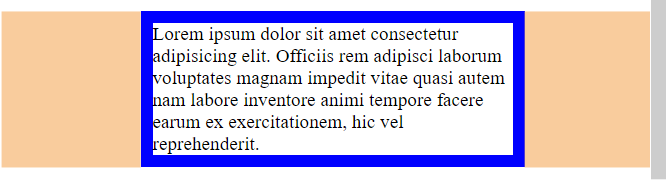 Lorem ipsum dolor sit amet consectetur
adipisicing elit. Officiis rem adipisci laborum
voluptates magnam impedit vitae quasi autem
nam labore inventore animi tempore facere
earum ex exercitationem, hic vel
reprehenderit.